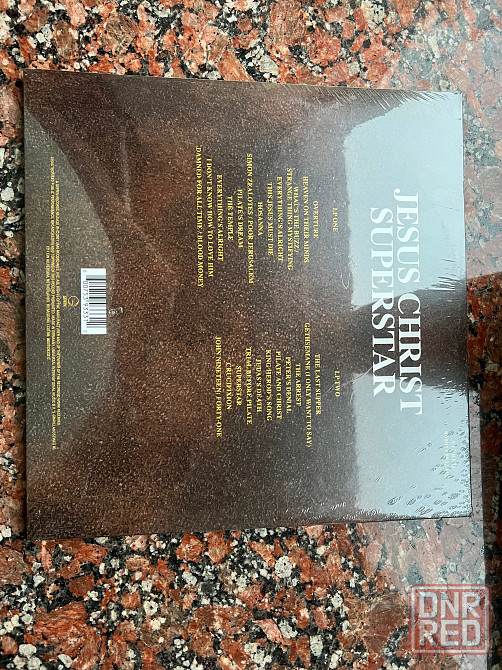 JESUS CHRIST
SUPERSTAR
LP ONE
OVERTURE
HEAVEN ON THEIR MINDS
WHAT'S THE BUZZ
STRANGE THING MYSTIFYING
EVERYTHING'S ALRIGHT
THIS JESUS MUST DIE
HOSANNA
SIMON ZEALOTES / POOR JERUSALEM
PILATE'S DREAM
THE TEMPLE
EVERYTHING'S ALRIGHT
I DON'T KNOW HOW TO LOVE HIM
DAMNED FOR ALL TIME / BLOOD MONEY
LP TWO
THE LAST SUPPER
GETHSEMANE (I ONLY WANT TO SAY)
THE ARREST
PETER'S DENIAL
PILATE AND CHRIST
KING HEROD'S SONG
JUDAS'S DEATH
TRIAL BEFORE PILATE
SUPERSTAR
CRUCIFIXION
JOHN NINETEEN FORTY-ONE
DNR
RED